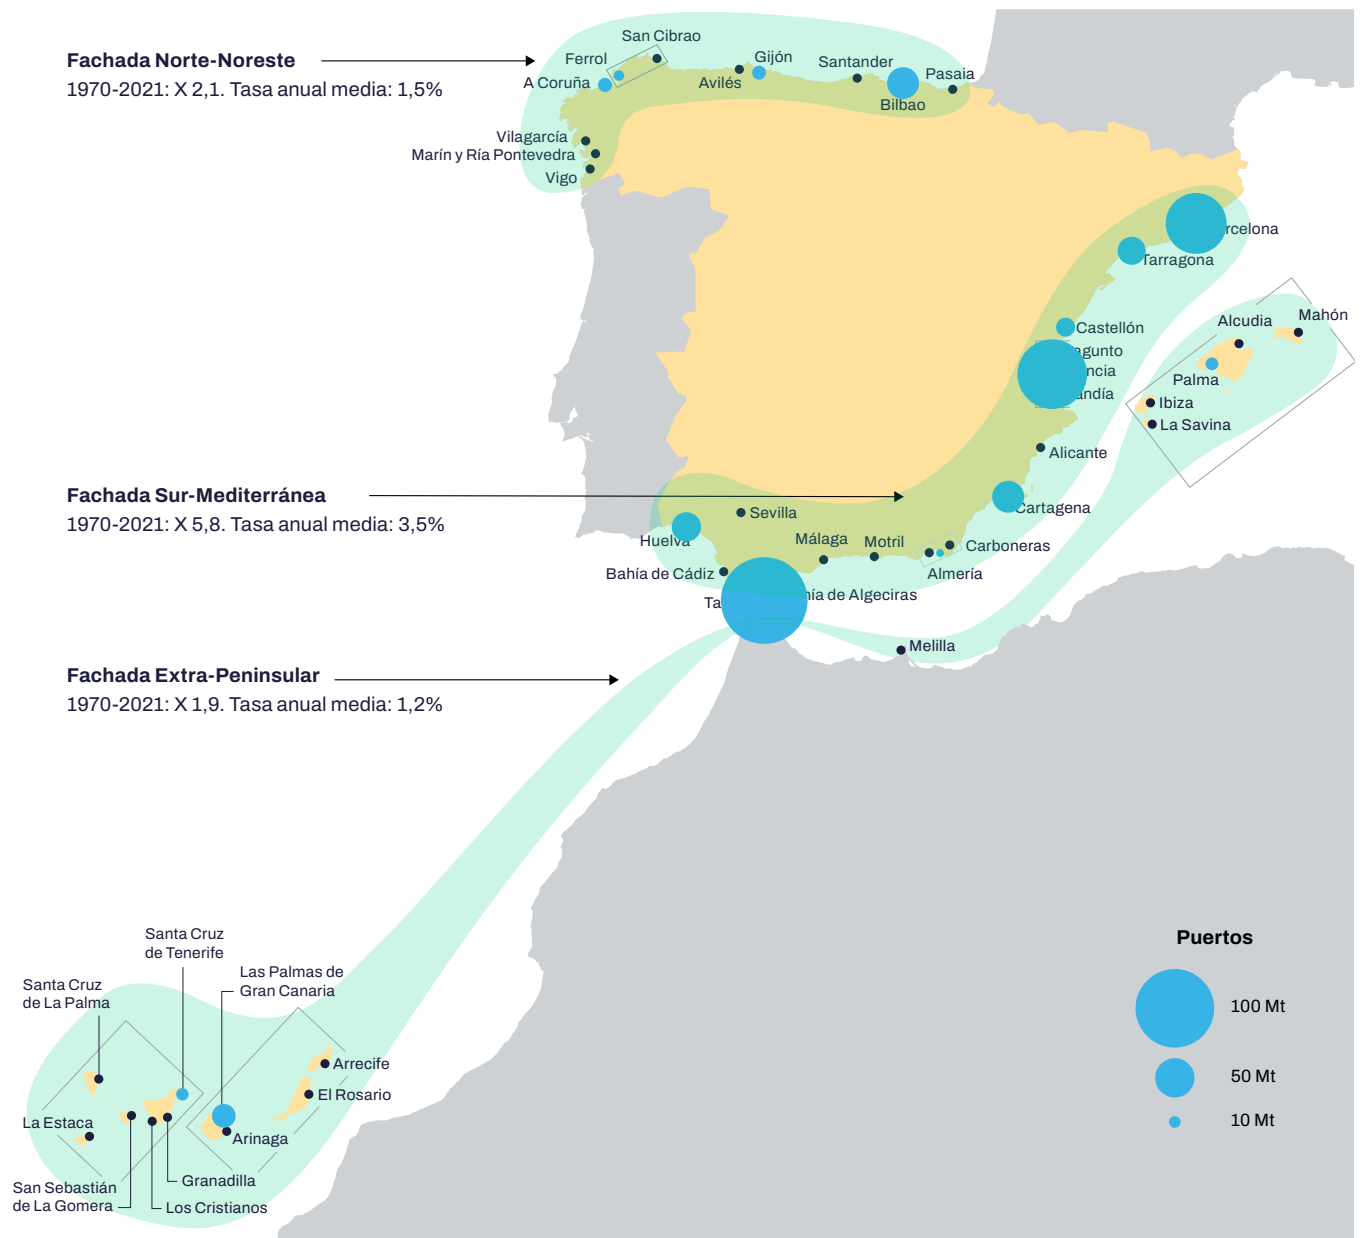 Fachada Norte-Noreste
1970-2021: X 2,1. Tasa anual media: 1,5%
San Cibrao
Ferrol
A Coruña
Gijón
Avilés
Santander
Pasaia
Bilbao
Vilagarcía
Marín y Ría Pontevedra
Vigo
rcelona
Tarragona
Castellón
agunto
ncia
andía
Alicante
Cartagena
Alcudia
Mahón
Palma
Ibiza
La Savina
Fachada Sur-Mediterránea
1970-2021: X 5,8. Tasa anual media: 3,5%
Sevilla
Huelva
Málaga
Motril
Carboneras
Almería
Bahía de Cádiz
Ta
hía de Algeciras
Melilla
Fachada Extra-Peninsular
1970-2021: X 1,9. Tasa anual media: 1,2%
Santa Cruz
de Tenerife
Las Palmas de
Gran Canaria
Santa Cruz
de La Palma
Arrecife
El Rosario
La Estaca
Arinaga
Granadilla
San Sebastián
de La Gomera
Los Cristianos
Puertos
100 Mt
50 Mt
10 Mt